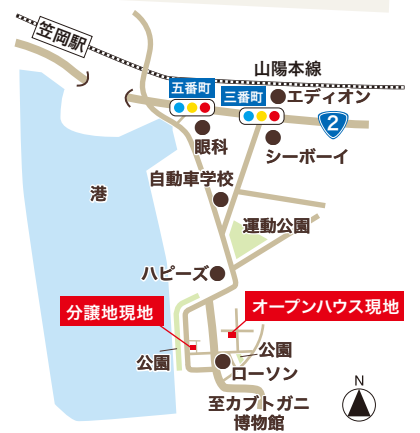 笠岡駅
山陽本線
五番町
三番町
エディオン
2
眼科
シーボーイ
自動車学校
港
運動公園
ハピーズ
分譲地現地
オープンハウス現地
公園
公園
ローソン
至カブトガニ
博物館
N